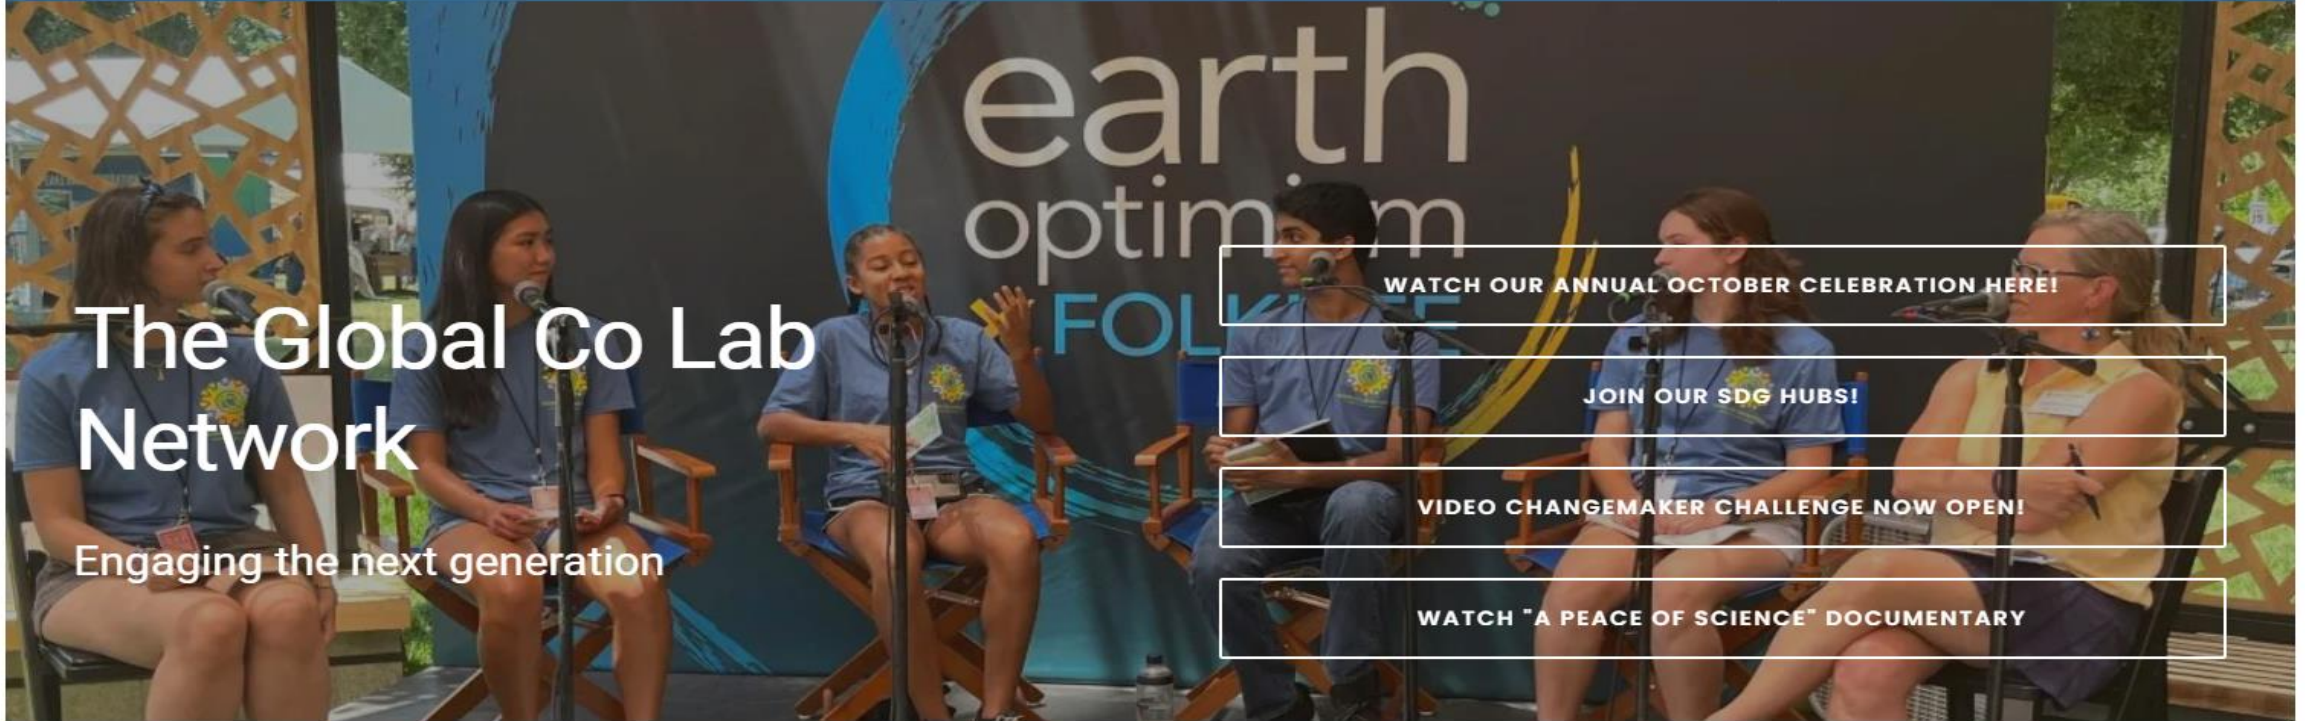 earth
optimism
FOLKLIFE
The Global Co Lab
Network
Engaging the next generation
WATCH OUR ANNUAL OCTOBER CELEBRATION HERE!
JOIN OUR SDG HUBS!
VIDEO CHANGEMAKER CHALLENGE NOW OPEN!
WATCH "A PEACE OF SCIENCE" DOCUMENTARY